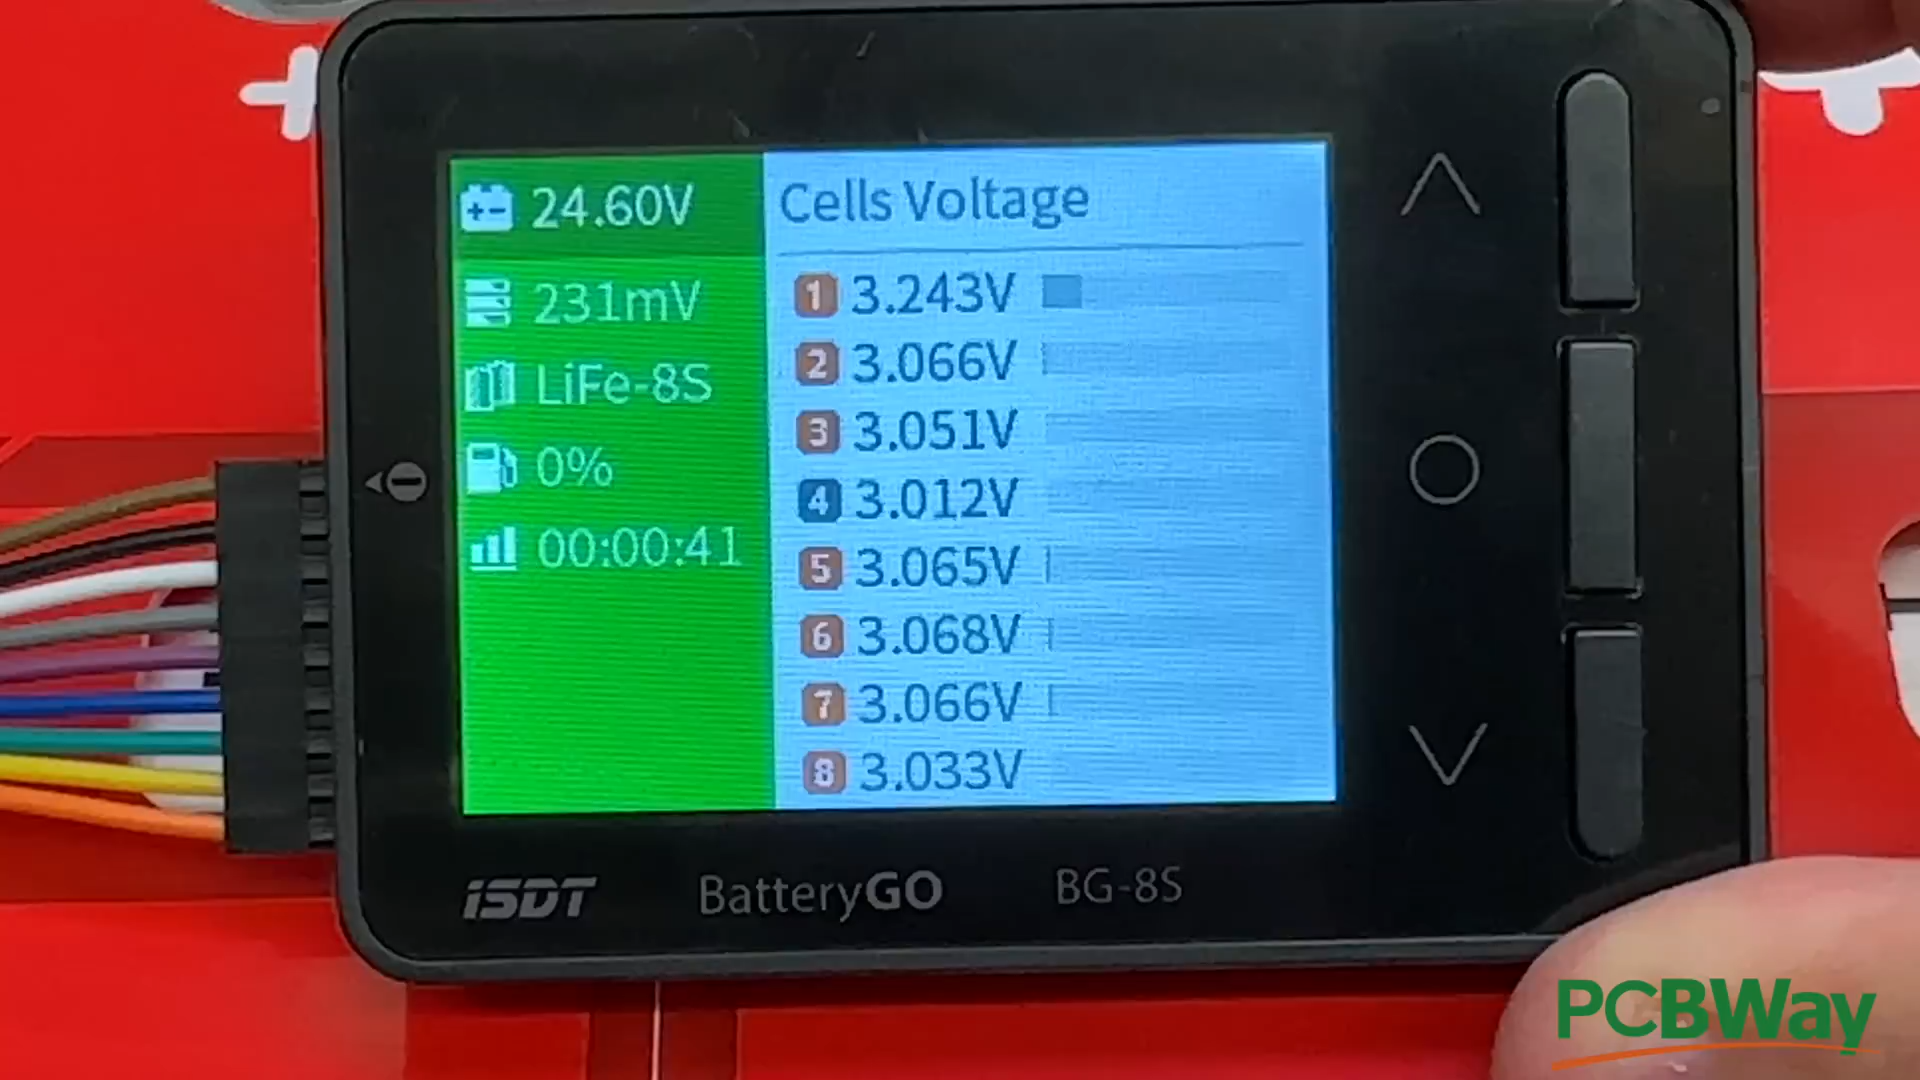 24.60V
231mV
LiFe-8S
0%
00:00:41
Cells Voltage
1 3.243V
2 3.066V
3 3.051V
4 3.012V
5 3.065V
6 3.068V
7 3.066V
8 3.033V
iSDT BatteryGO BG-8S
PCBWay